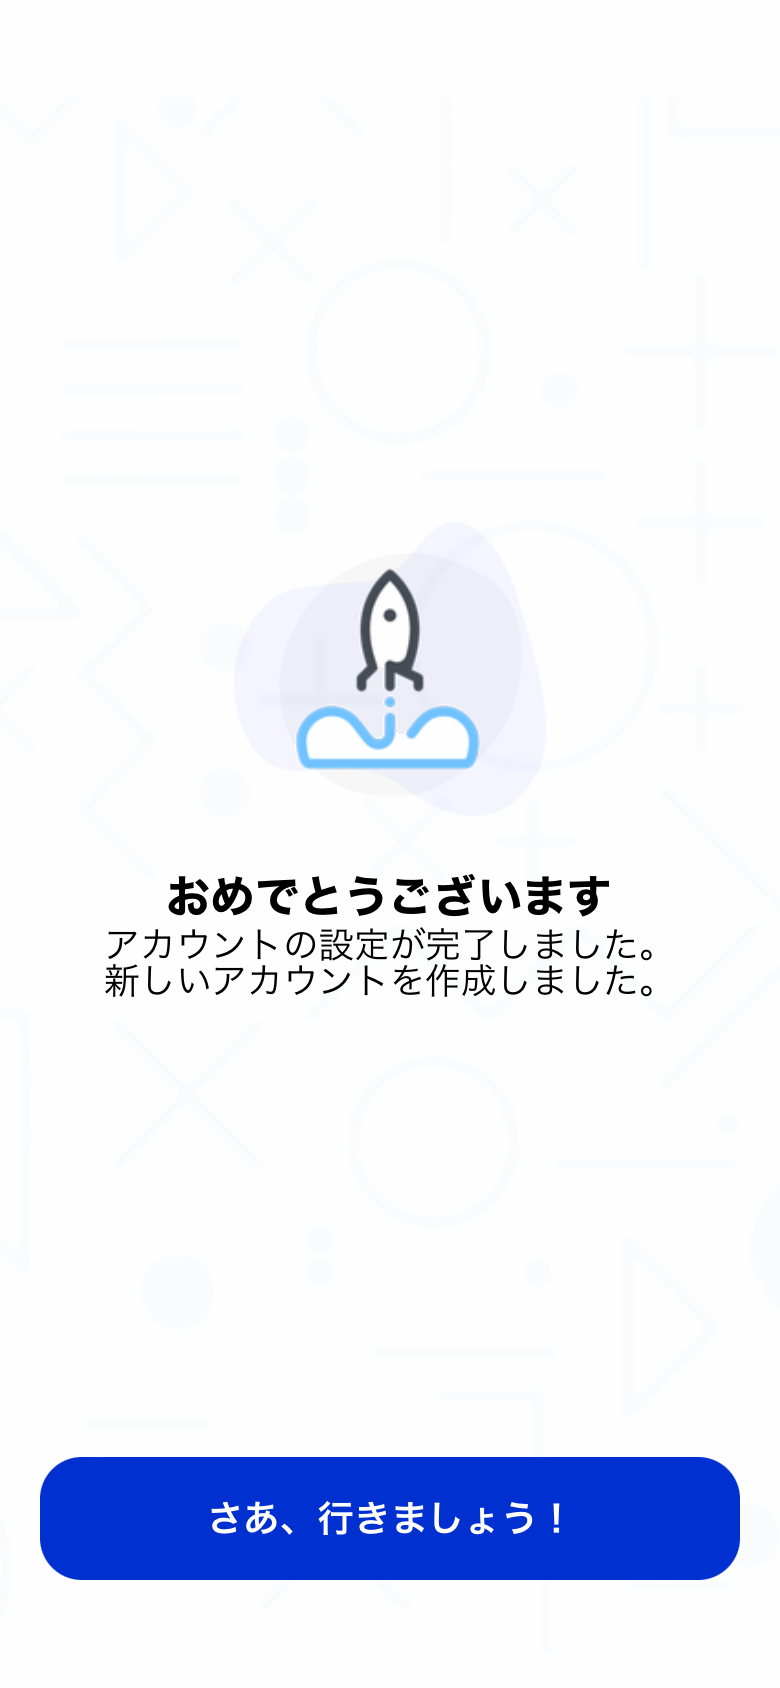 おめでとうございます
アカウントの設定が完了しました。
新しいアカウントを作成しました。
さあ、行きましょう！